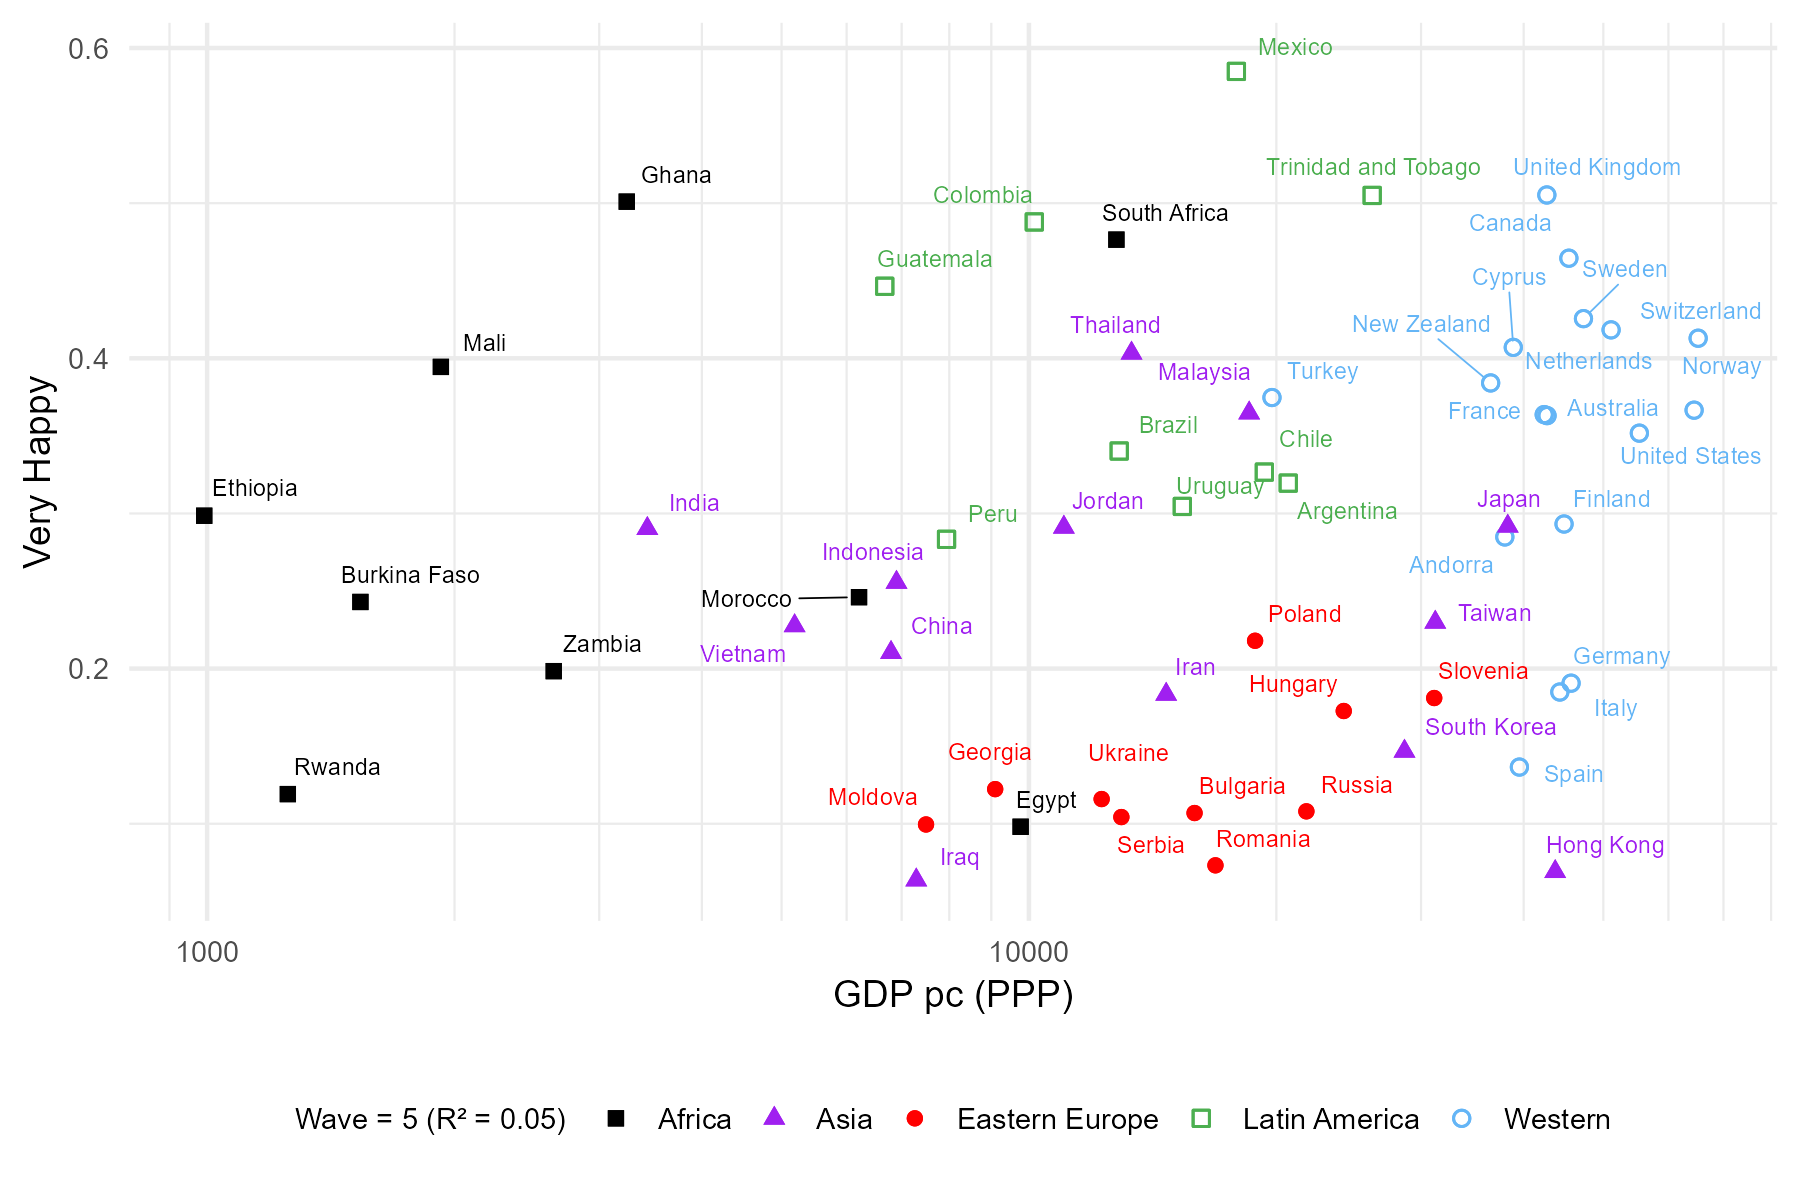 0.6
Mexico
Ghana
Colombia
Trinidad and Tobago
United Kingdom
South Africa
Canada
Guatemala
Cyprus
Sweden
Mali
0.4
Thailand
New Zealand
Switzerland
Malaysia
Turkey
Netherlands
Norway
France
Australia
Brazil
Chile
United States
Very Happy
Ethiopia
India
Uruguay
Jordan
Japan
Finland
Peru
Argentina
Indonesia
Andorra
Burkina Faso
Morocco
China
Poland
Taiwan
Zambia
Vietnam
0.2
Iran
Germany
Hungary
Slovenia
Italy
South Korea
Georgia
Ukraine
Rwanda
Spain
Moldova
Egypt
Bulgaria
Russia
Serbia
Romania
Iraq
Hong Kong
1000
10000
GDP pc (PPP)
Wave = 5 (R² = 0.05)
Africa
Asia
Eastern Europe
Latin America
Western